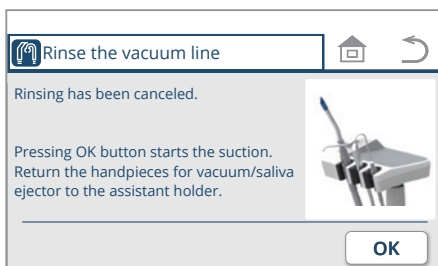 Rinse the vacuum line
Rinsing has been canceled.
Pressing OK button starts the suction.
Return the handpieces for vacuum/saliva
ejector to the assistant holder.
OK